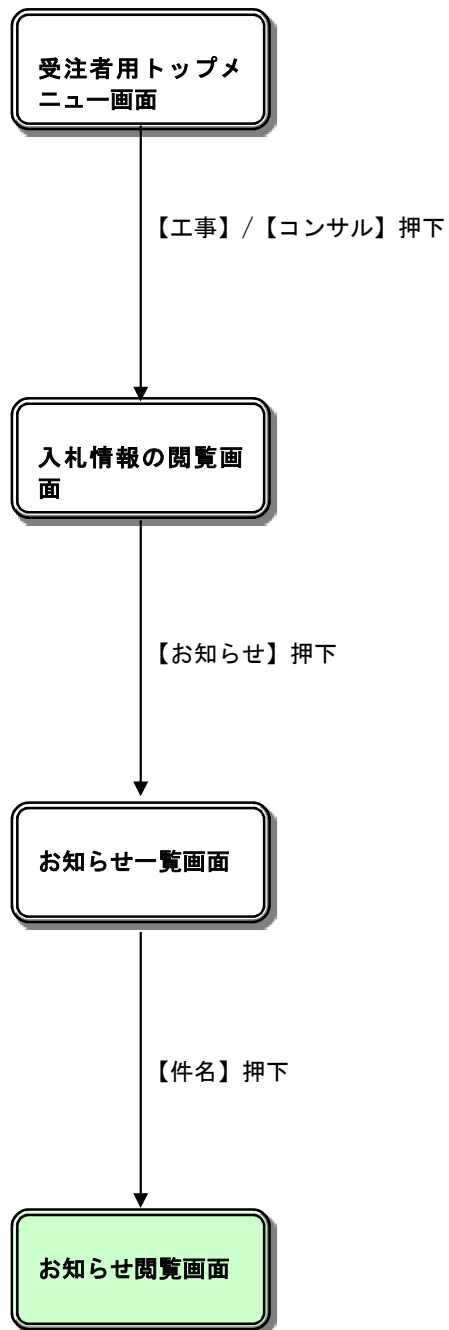 受注者用トップメ
ニュー画面
【工事】/【コンサル】押下
入札情報の閲覧画
面
【お知らせ】押下
お知らせ一覧画面
【件名】押下
お知らせ閲覧画面